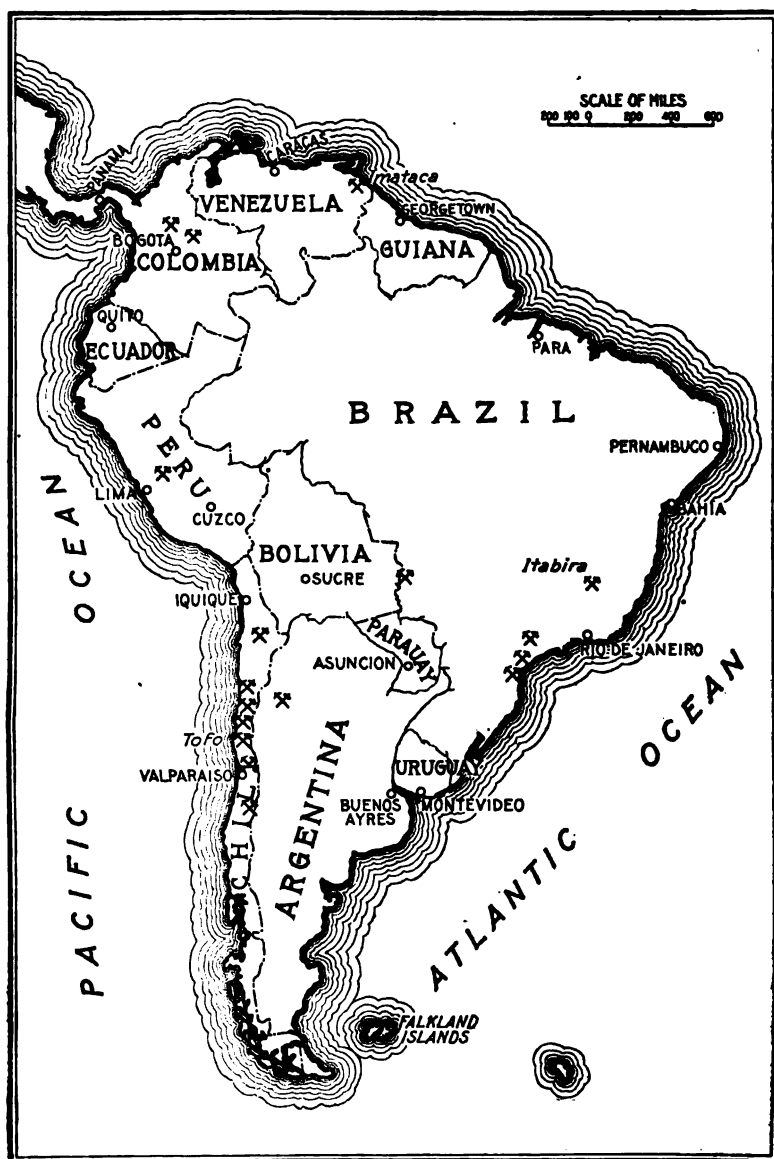 SCALE OF MILES
200 100 0 200 400 600
PANAMA
CARACAS
Imataca
VENEZUELA
GEORGETOWN
BOGOTA
COLOMBIA
GUIANA
QUITO
ECUADOR
PARA
BRAZIL
PERU
PERNAMBUCO
LIMA
CUZCO
BAHIA
OCEAN
BOLIVIA
SUCRE
Itabira
IQUIQUE
PARAUAY
ASUNCION
RIO-DE-JANEIRO
OCEAN
Tofo
VALPARAISO
URUGUAY
BUENOS
AYRES
MONTEVIDEO
CHILE
ARGENTINA
PACIFIC
ATLANTIC
FALKLAND
ISLANDS